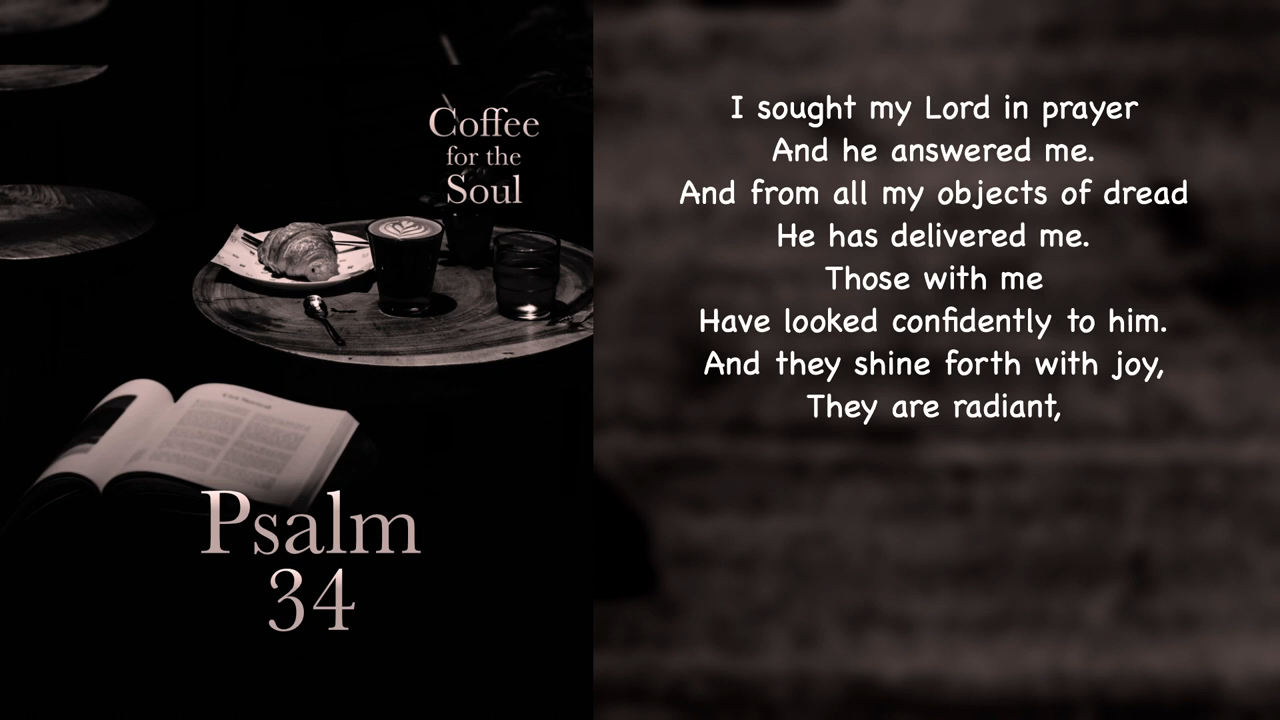 Coffee
for the
Soul
Psalm
34
I sought my Lord in prayer
And he answered me.
And from all my objects of dread
He has delivered me.
Those with me
Have looked confidently to him.
And they shine forth with joy,
They are radiant,